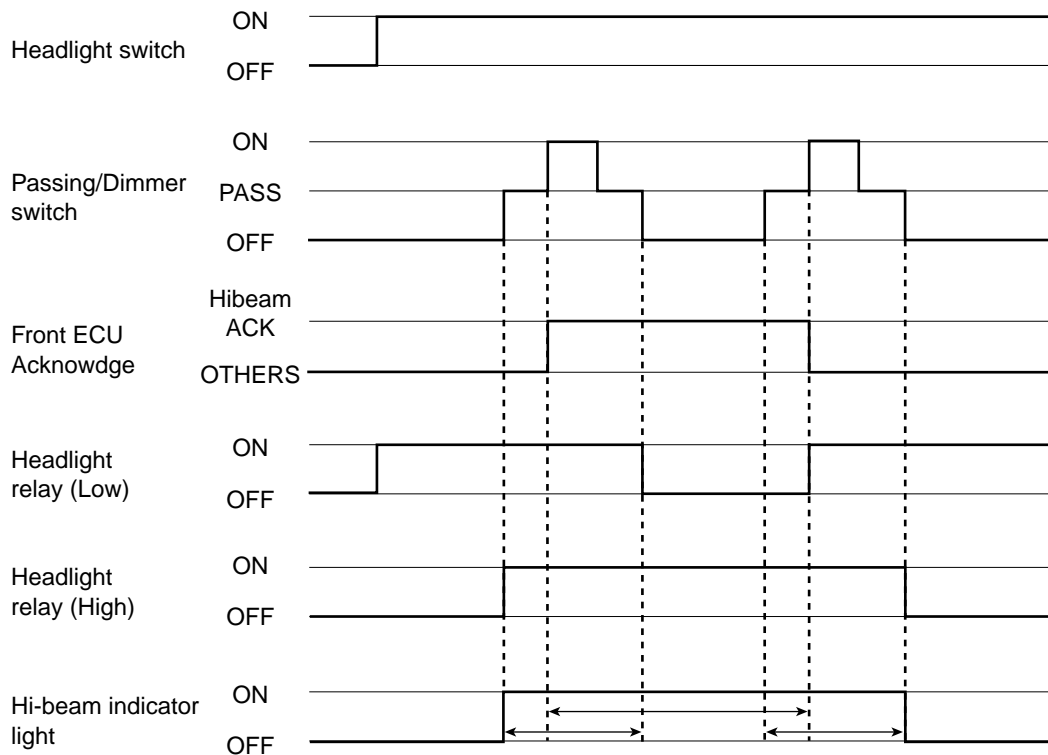 Headlight switch
ON
OFF
Passing/Dimmer
switch
ON
PASS
OFF
Front ECU
Acknowdge
Hibeam
ACK
OTHERS
Headlight
relay (Low)
ON
OFF
Headlight
relay (High)
ON
OFF
Hi-beam indicator
light
ON
OFF